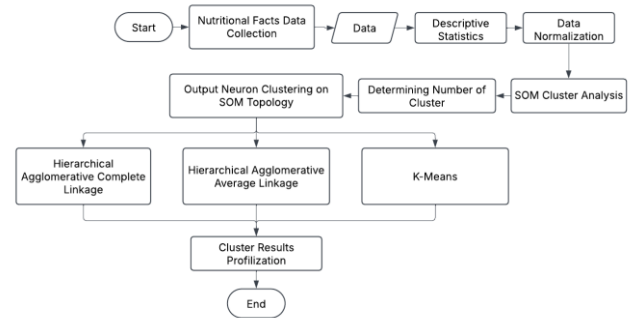 Start
Nutritional Facts Data
Collection
Data
Descriptive
Statistics
Data
Normalization
Output Neuron Clustering on
SOM Topology
Determining Number of
Cluster
SOM Cluster Analysis
Hierarchical
Agglomerative Complete
Linkage
Hierarchical Agglomerative
Average Linkage
K-Means
Cluster Results
Profilization
End